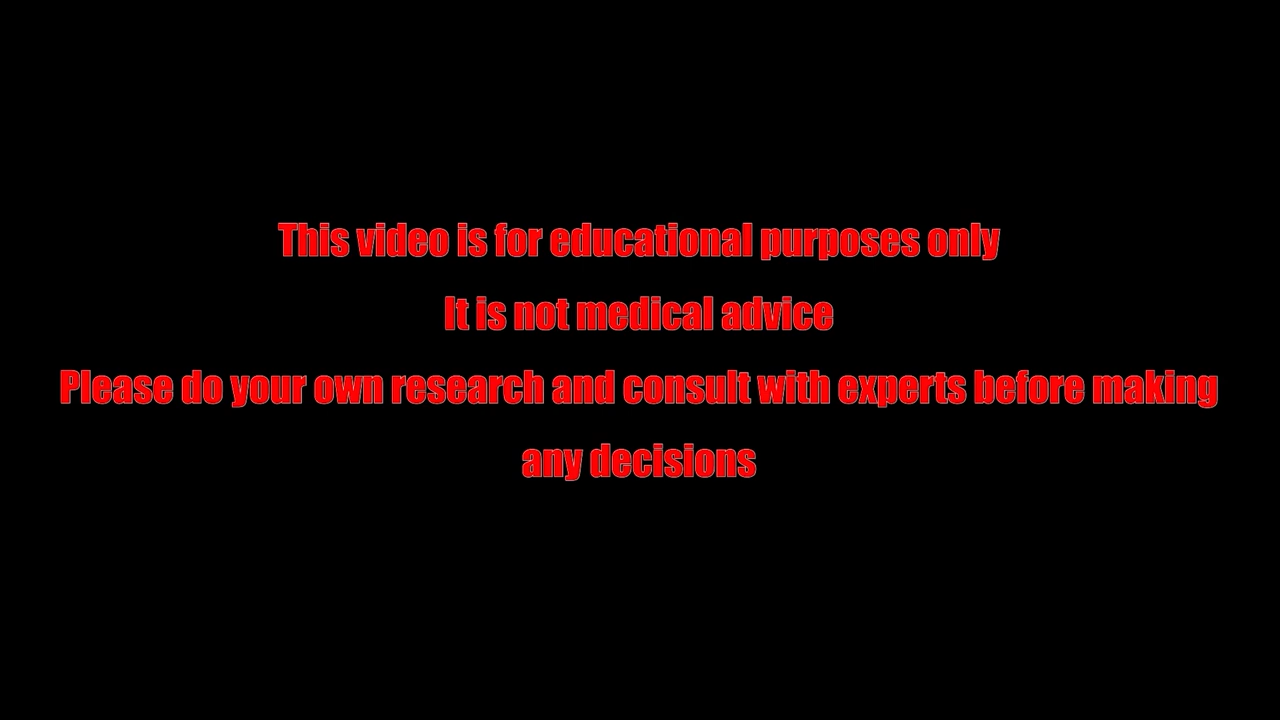 This video is for educational purposes only
It is not medical advice
Please do your own research and consult with experts before making
any decisions